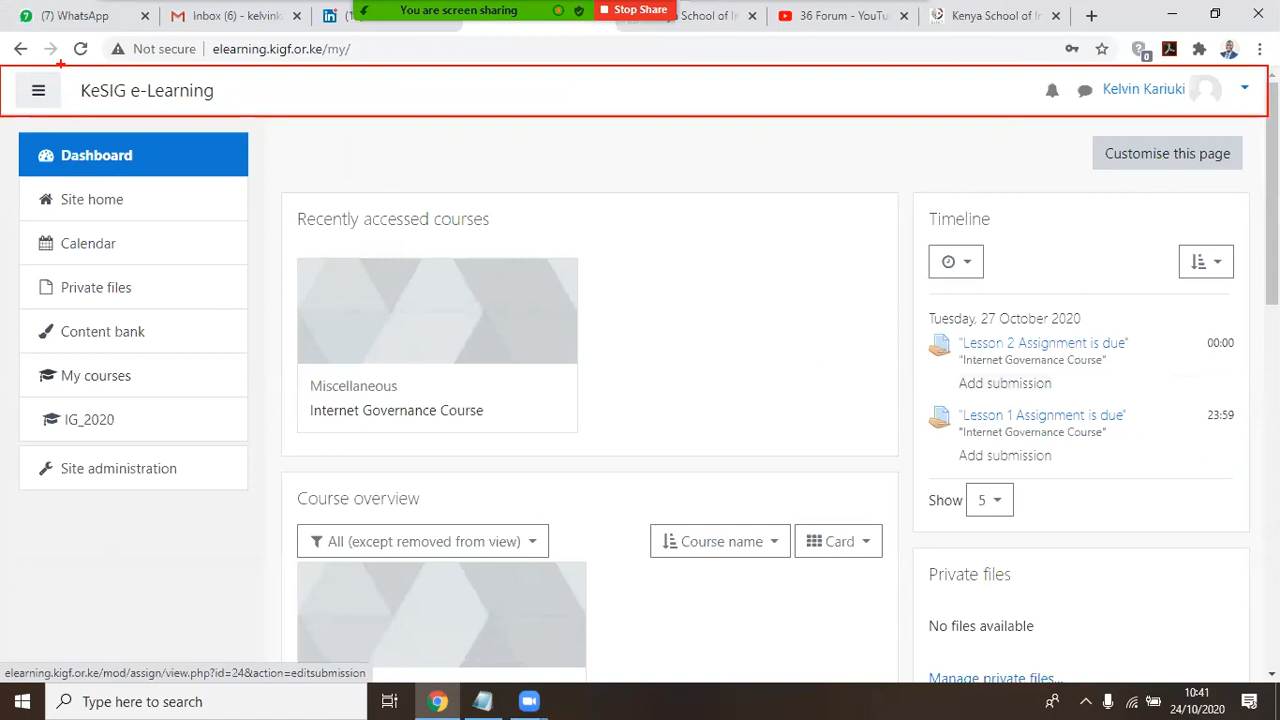 (7) WhatsApp
Inbox (6) - kelvinka
You are screen sharing
Stop Share
Kenya School of I
36 Forum - YouTu
Kenya School of In
Not secure
elearning.kigf.or.ke/my/
0
KeSIG e-Learning
Kelvin Kariuki
Dashboard
Customise this page
Site home
Recently accessed courses
Timeline
Calendar
Private files
Tuesday, 27 October 2020
Content bank
"Lesson 2 Assignment is due"
00:00
"Internet Governance Course"
My courses
Miscellaneous
Add submission
Internet Governance Course
IG_2020
"Lesson 1 Assignment is due"
23:59
"Internet Governance Course"
Add submission
Site administration
Course overview
Show 5
All (except removed from view)
Course name
Card
Private files
No files available
Manage private files...
elearning.kigf.or.ke/mod/assign/view.php?id=24&action=editsubmission
Type here to search
10:41
24/10/2020